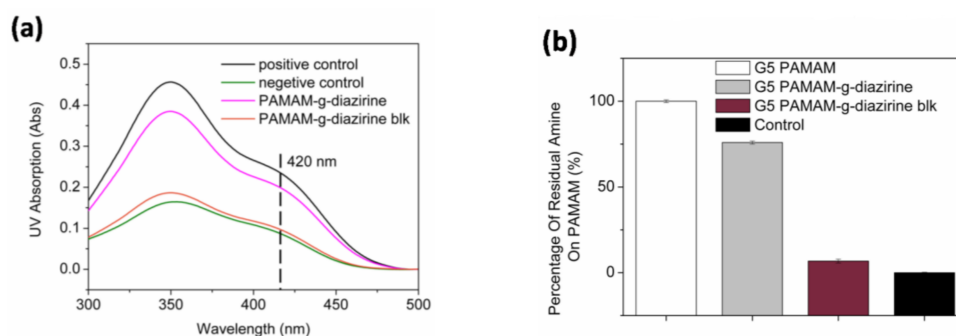 (a)
UV Absorption (Abs)
0.5
0.4
0.3
0.2
0.1
0.0
positive control
negetive control
PAMAM-g-diazirine
PAMAM-g-diazirine blk
420 nm
300
350
400
450
500
Wavelength (nm)
(b)
Percentage Of Residual Amine
On PAMAM (%)
100
50
0
G5 PAMAM
G5 PAMAM-g-diazirine
G5 PAMAM-g-diazirine blk
Control